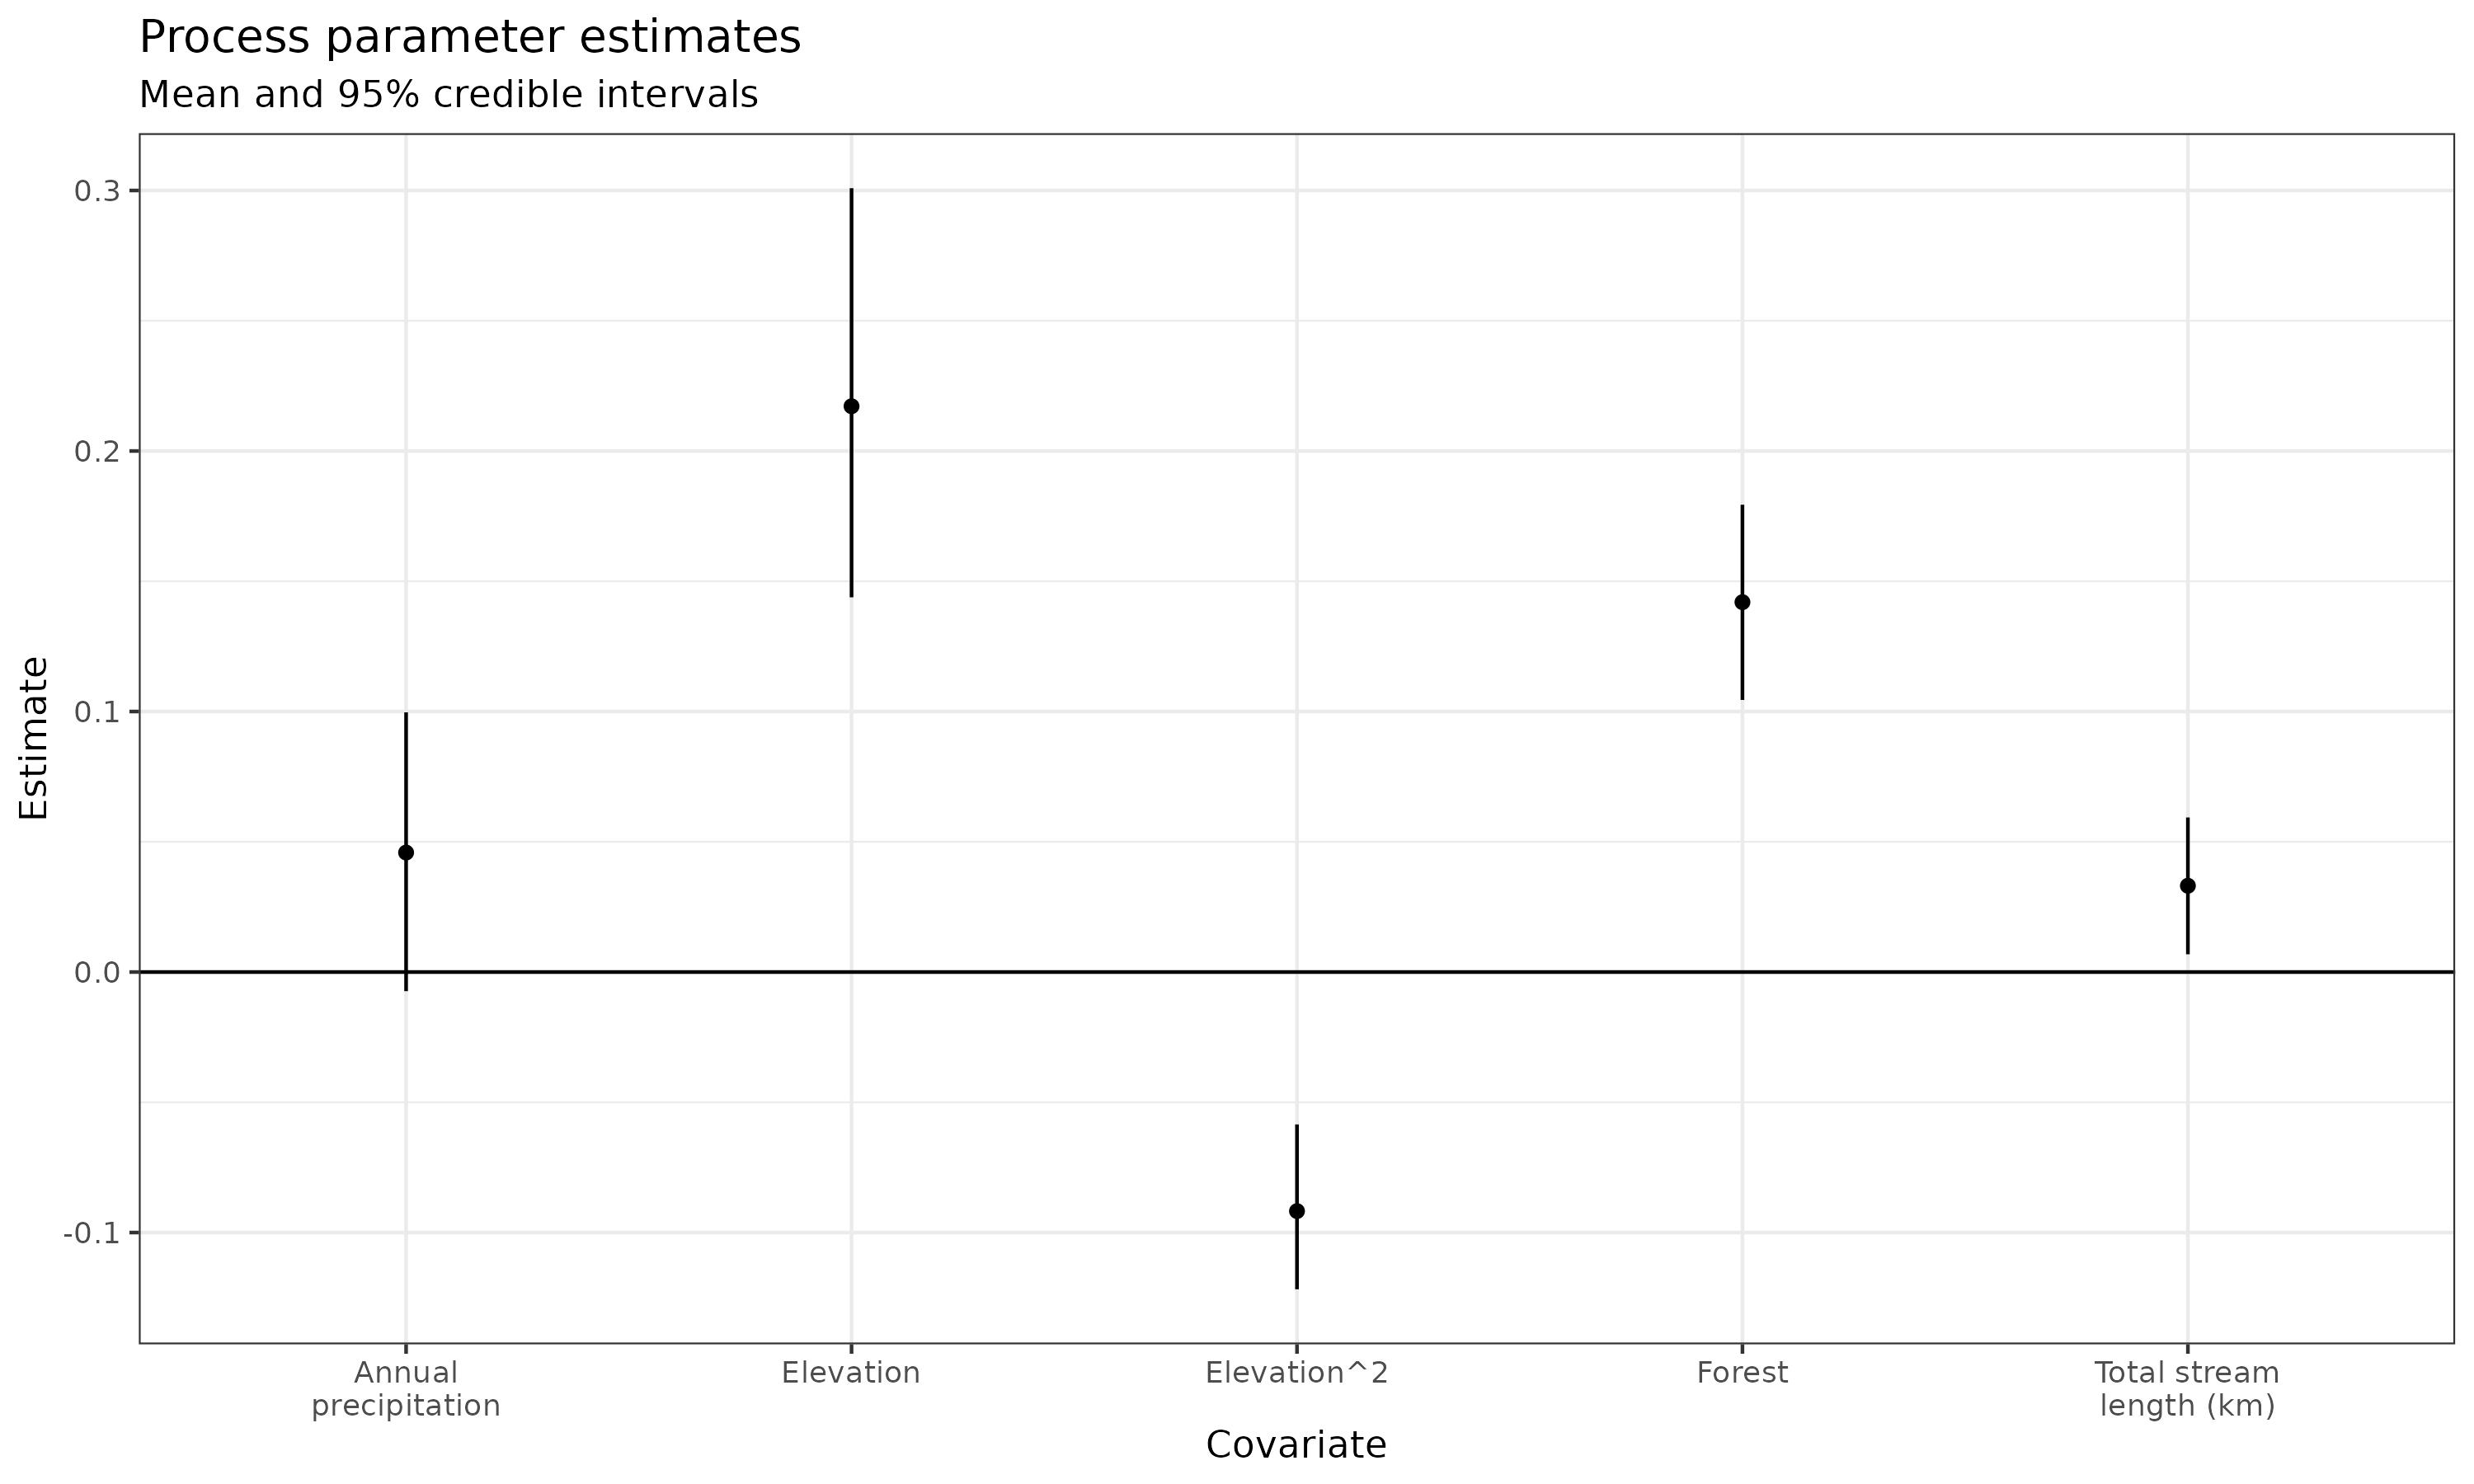 Process parameter estimates
Mean and 95% credible intervals
Estimate
0.3
0.2
0.1
0.0
-0.1
Annual
precipitation
Elevation
Elevation^2
Forest
Total stream
length (km)
Covariate